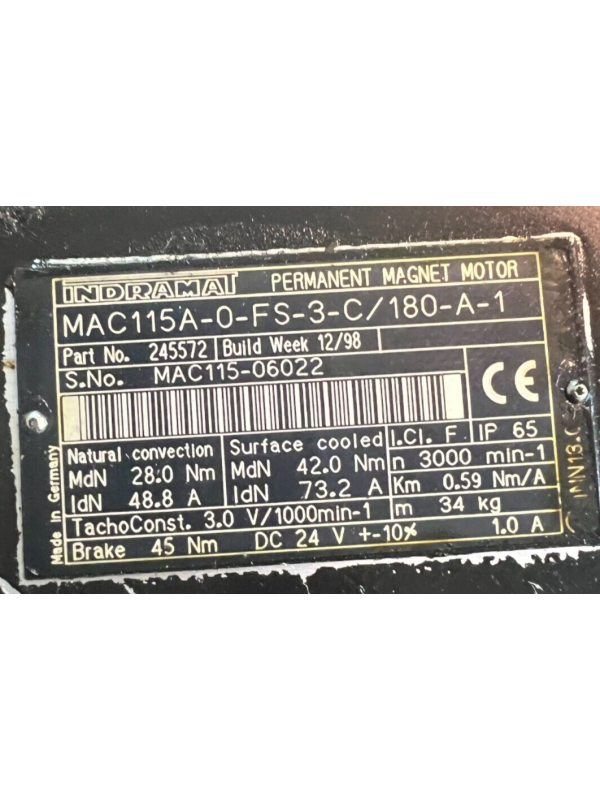 INDRAMAT PERMANENT MAGNET MOTOR
MAC115A-0-FS-3-C/180-A-1
Part No. 245572 Build Week 12/98
S.No. MAC115-06022
CE
Natural convection Surface cooled I.Cl. F IP 65
MdN 28.0 Nm MdN 42.0 Nm n 3000 min-1
IdN 48.8 A IdN 73.2 A Km 0.59 Nm/A
TachoConst. 3.0 V/1000min-1 m 34 kg
Brake 45 Nm DC 24 V +-10% 1.0 A
Made in Germany